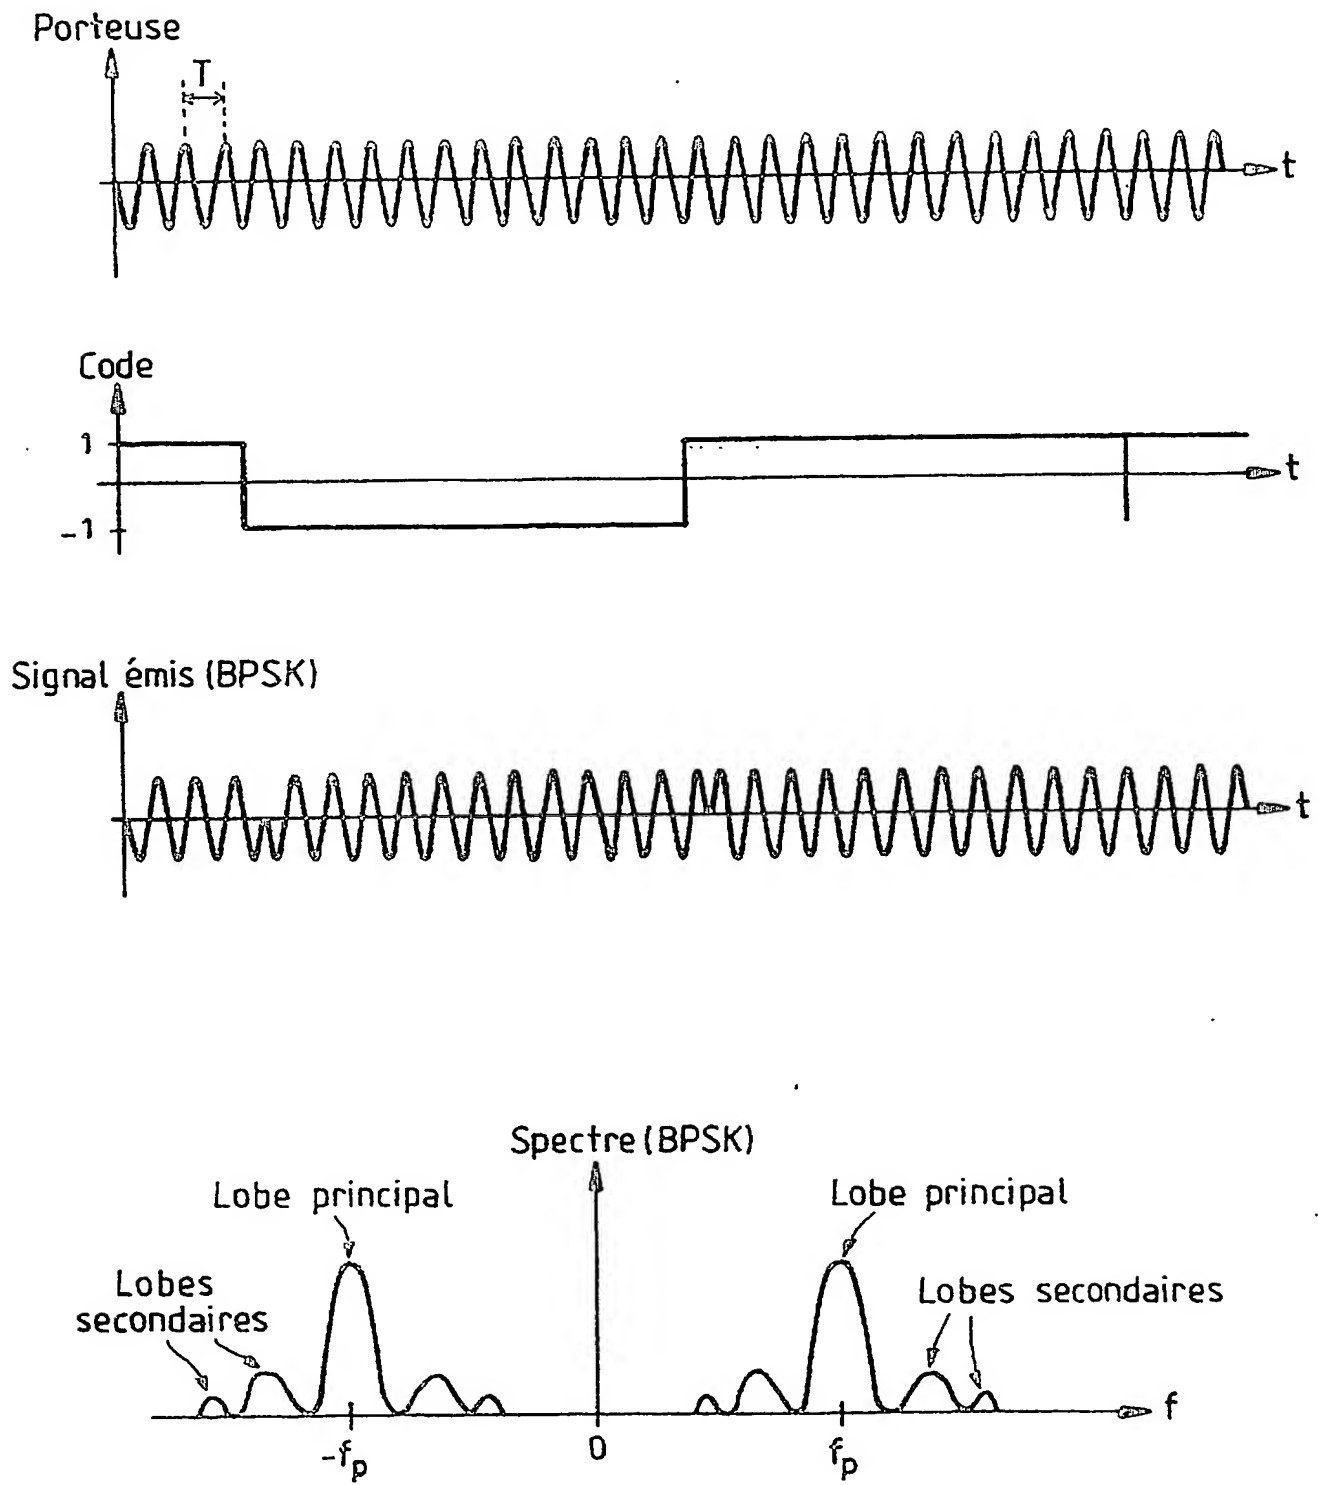 Porteuse
T
t
Code
1
t
-1
Signal émis (BPSK)
t
Spectre (BPSK)
Lobe principal
Lobe principal
Lobes
secondaires
Lobes secondaires
f
-fp
0
fp